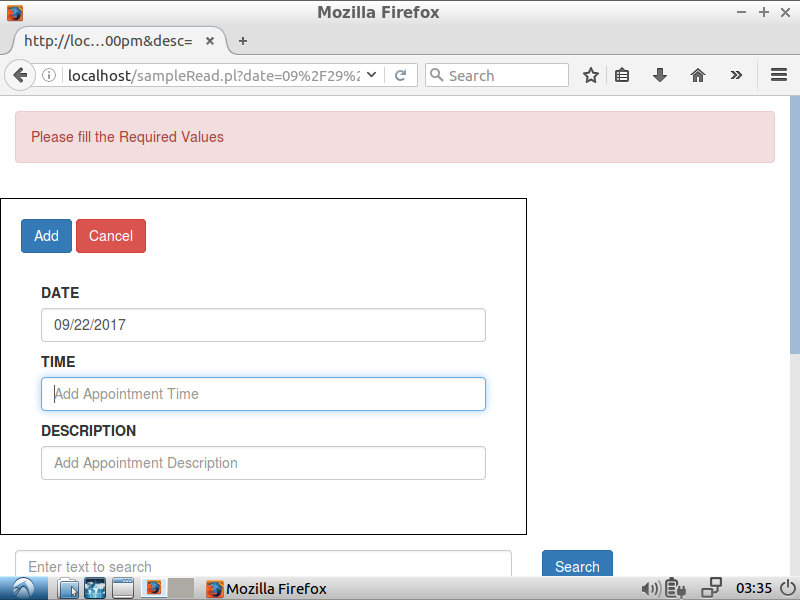 Mozilla Firefox
http://loc...00pm&desc=
localhost/sampleRead.pl?date=09%2F29%2
Search
Please fill the Required Values
Add Cancel
DATE
09/22/2017
TIME
Add Appointment Time
DESCRIPTION
Add Appointment Description
Enter text to search
Search
Mozilla Firefox
03:35